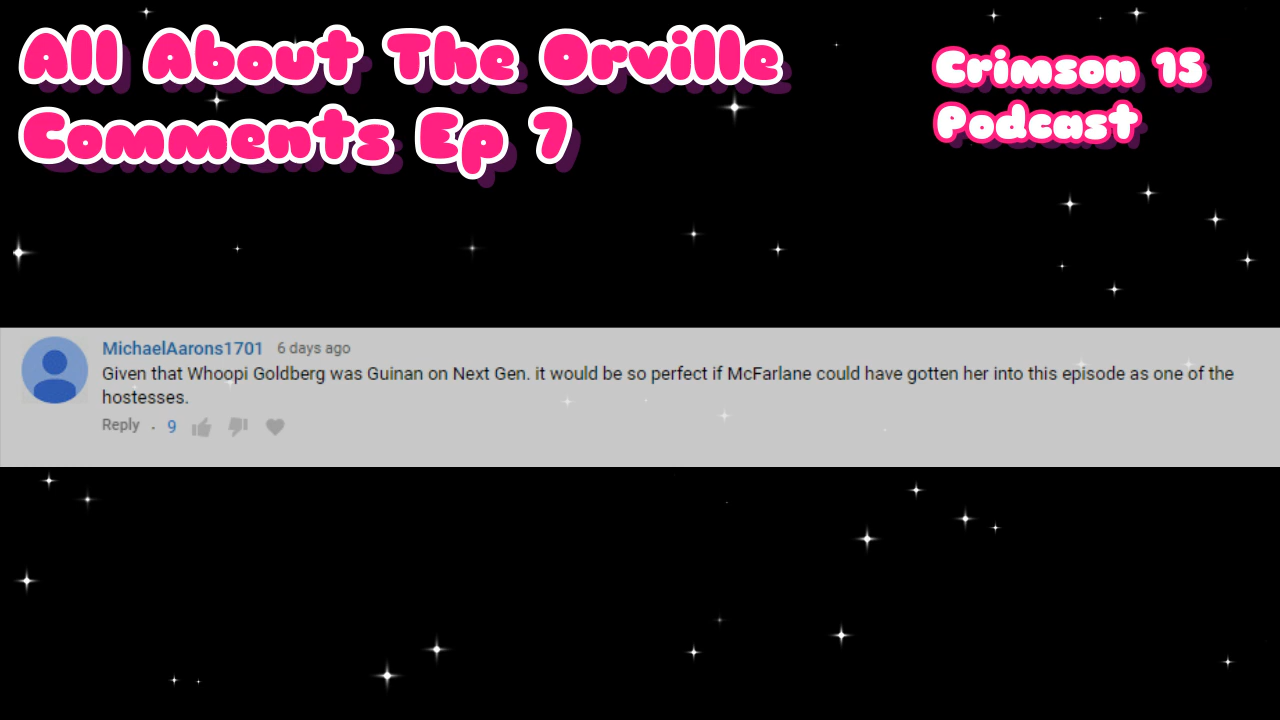 All About The Orville
Comments Ep 7
Crimson 15
Podcast
MichaelAarons1701 6 days ago
Given that Whoopi Goldberg was Guinan on Next Gen. it would be so perfect if McFarlane could have gotten her into this episode as one of the
hostesses.
Reply . 9